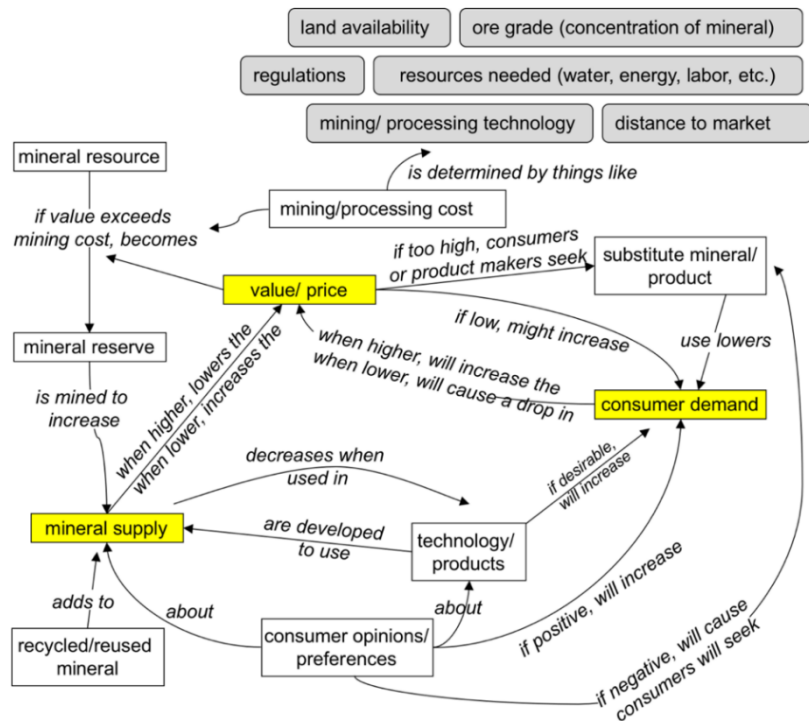 land availability
ore grade (concentration of mineral)
regulations
resources needed (water, energy, labor, etc.)
mining/ processing technology
distance to market
mineral resource
is determined by things like
mining/processing cost
if value exceeds
mining cost, becomes
if too high, consumers
or product makers seek
substitute mineral/
product
value/ price
if low, might increase
use lowers
mineral reserve
when higher, will increase the
when lower, will cause a drop in
is mined to
increase
when higher, lowers the
when lower, increases the
consumer demand
decreases when
used in
if desirable,
will increase
mineral supply
are developed
to use
technology/
products
adds to
about
about
if positive, will increase
recycled/reused
mineral
consumer opinions/
preferences
if negative, will cause
consumers will seek